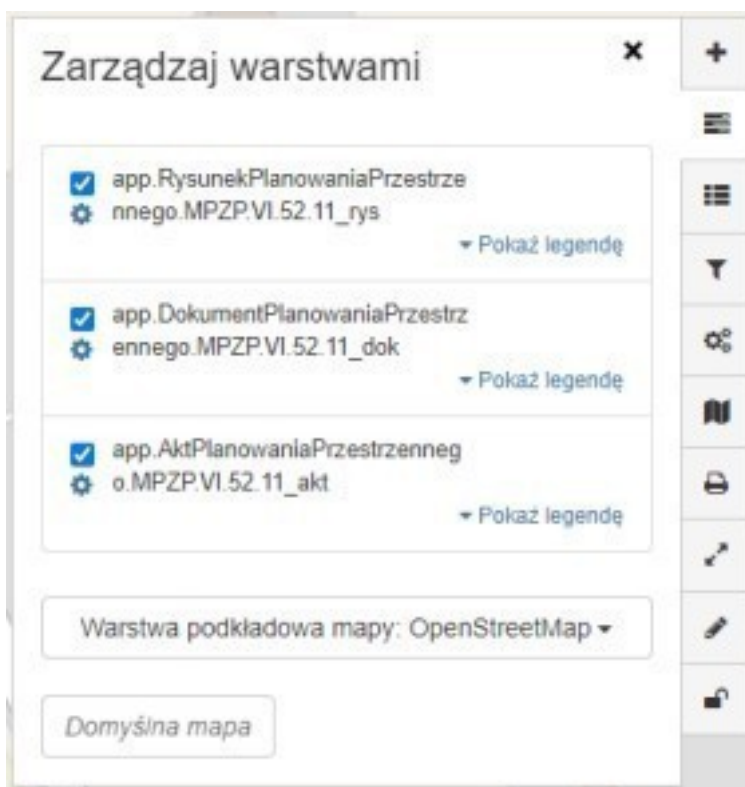 Zarządzaj warstwami
app.RysunekPlanowaniaPrzestrze
nnego.MPZP.VI.52.11_rys
Pokaż legendę
app.DokumentPlanowaniaPrzestrz
ennego.MPZP.VI.52.11_dok
Pokaż legendę
app.AktPlanowaniaPrzestrzenneg
o.MPZP.VI.52.11_akt
Pokaż legendę
Warstwa podkładowa mapy: OpenStreetMap
Domyślna mapa